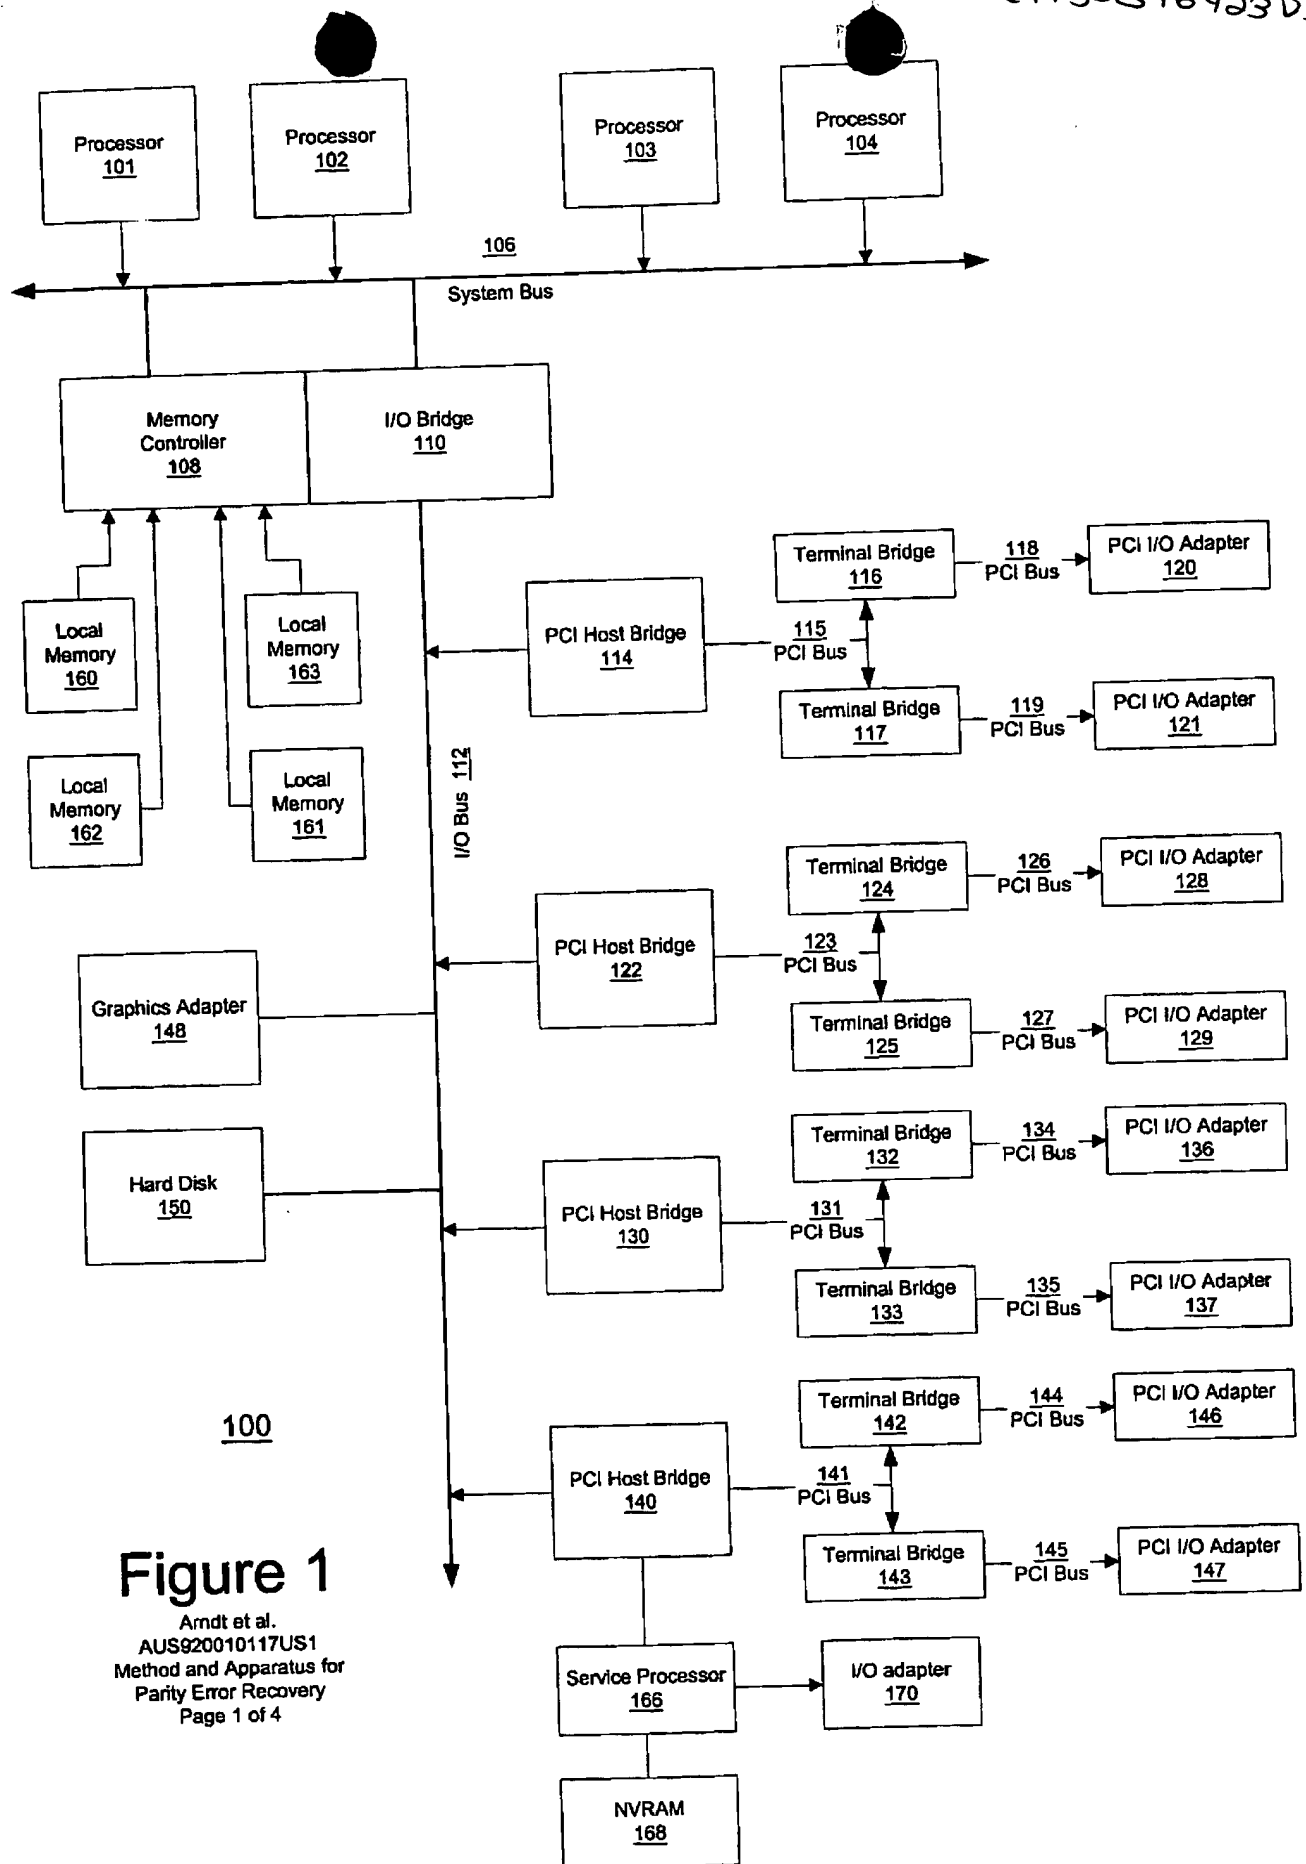 Processor
101
Processor
102
Processor
103
Processor
104
106
System Bus
Memory
Controller
108
I/O Bridge
110
Local
Memory
160
Local
Memory
163
Local
Memory
162
Local
Memory
161
I/O Bus 112
PCI Host Bridge
114
115
PCI Bus
Terminal Bridge
116
118
PCI Bus
PCI I/O Adapter
120
Terminal Bridge
117
119
PCI Bus
PCI I/O Adapter
121
PCI Host Bridge
122
123
PCI Bus
Terminal Bridge
124
126
PCI Bus
PCI I/O Adapter
128
Terminal Bridge
125
127
PCI Bus
PCI I/O Adapter
129
Graphics Adapter
148
Hard Disk
150
PCI Host Bridge
130
131
PCI Bus
Terminal Bridge
132
134
PCI Bus
PCI I/O Adapter
136
Terminal Bridge
133
135
PCI Bus
PCI I/O Adapter
137
PCI Host Bridge
140
141
PCI Bus
Terminal Bridge
142
144
PCI Bus
PCI I/O Adapter
146
Terminal Bridge
143
145
PCI Bus
PCI I/O Adapter
147
100
Service Processor
166
I/O adapter
170
NVRAM
168
Figure 1
Arndt et al.
AUS920010117US1
Method and Apparatus for
Parity Error Recovery
Page 1 of 4